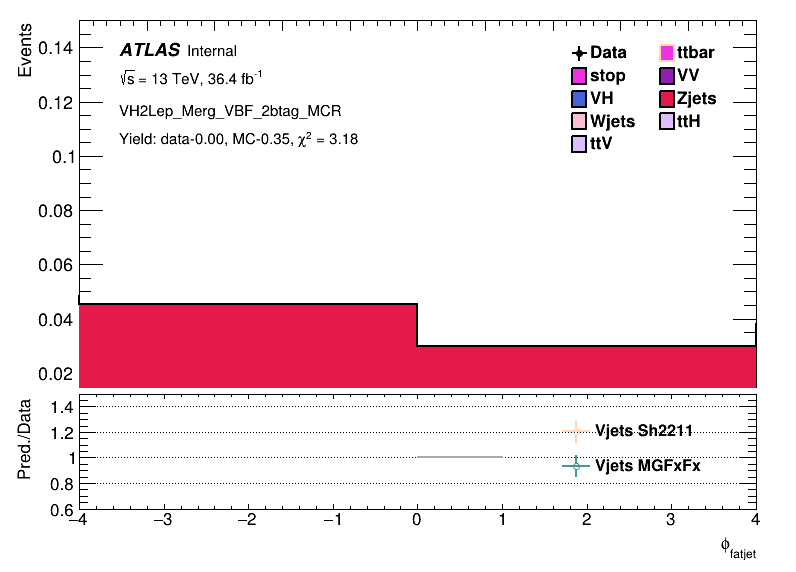 Events
0.14
0.12
0.1
0.08
0.06
0.04
0.02
ATLAS Internal
√s = 13 TeV, 36.4 fb⁻¹
VH2Lep_Merg_VBF_2btag_MCR
Yield: data-0.00, MC-0.35, χ² = 3.18
Data
ttbar
stop
VV
VH
Zjets
Wjets
ttH
ttV
Pred./Data
1.4
1.2
1
0.8
0.6
Vjets Sh2211
Vjets MGFxFx
−4 −3 −2 −1 0 1 2 3 4
ϕ_fatjet